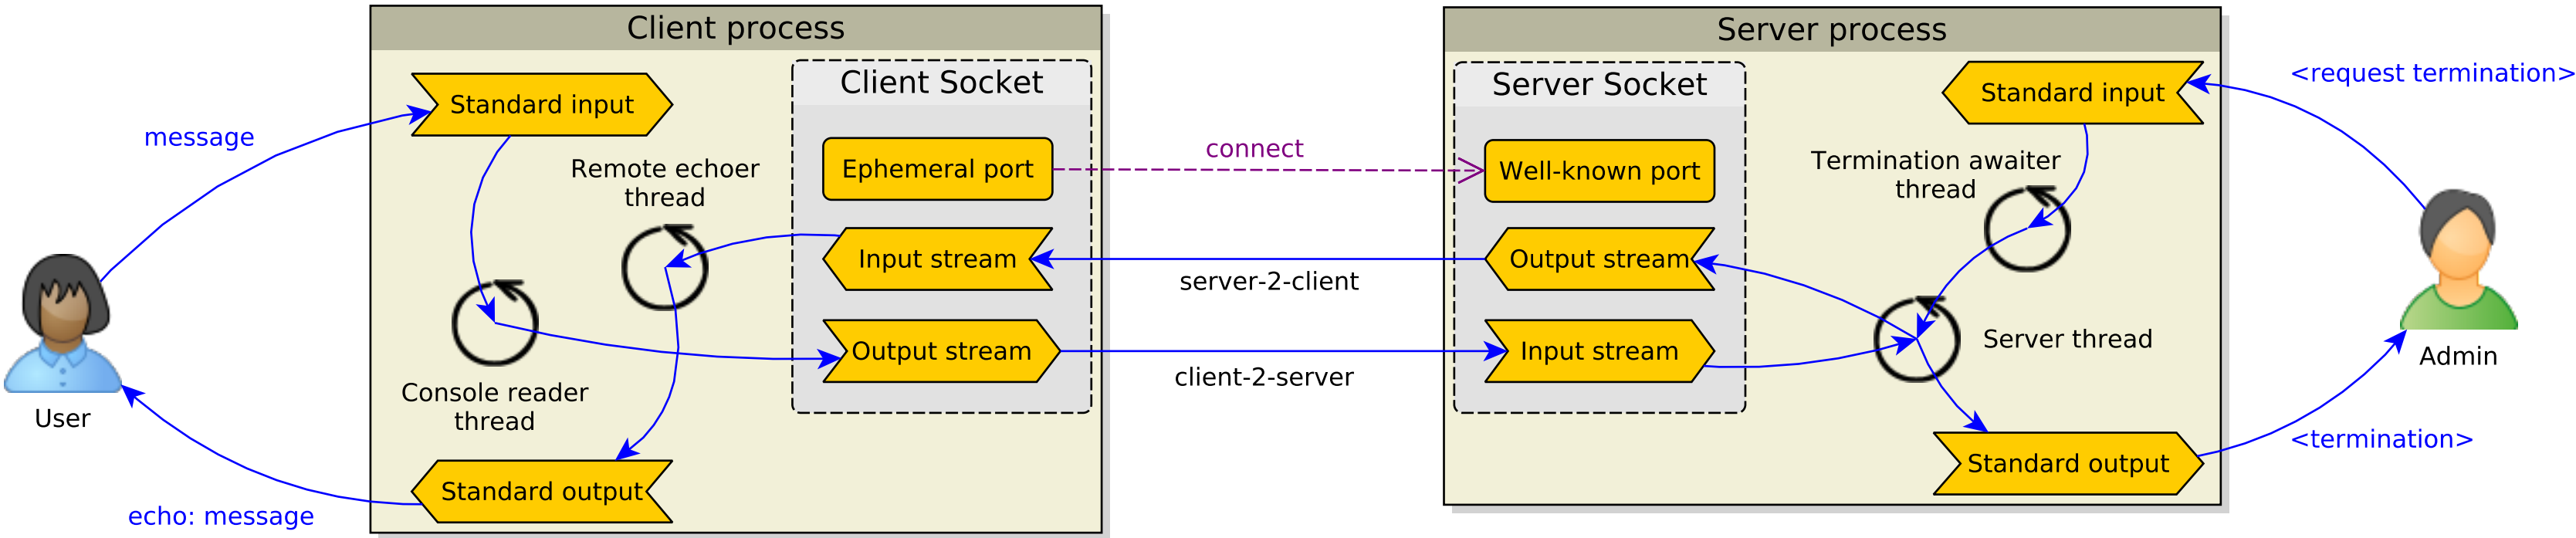 Client process
Client Socket
Standard input
message
Remote echoer
thread
Ephemeral port
Input stream
Output stream
Console reader
thread
User
Standard output
echo: message
connect
server-2-client
client-2-server
Server process
Server Socket
Standard input
<request termination>
Well-known port
Termination awaiter
thread
Output stream
Input stream
Server thread
Admin
Standard output
<termination>